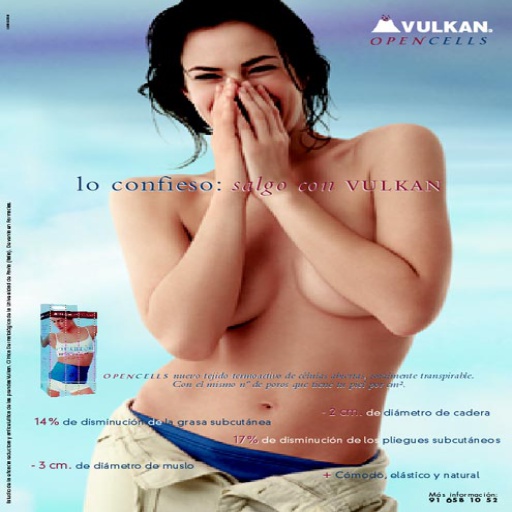 VULKAN®
OPENCELLS
lo confieso: salgo con VULKAN
OPENCELLS nuevo tejido termoactivo de células abiertas, totalmente transpirable.
Con el mismo nº de poros que tiene tu piel por cm².
- 2 cm. de diámetro de cadera
14% de disminución de la grasa subcutánea
17% de disminución de los pliegues subcutáneos
- 3 cm. de diámetro de muslo
+ Cómodo, elástico y natural
Más información:
91 658 10 52